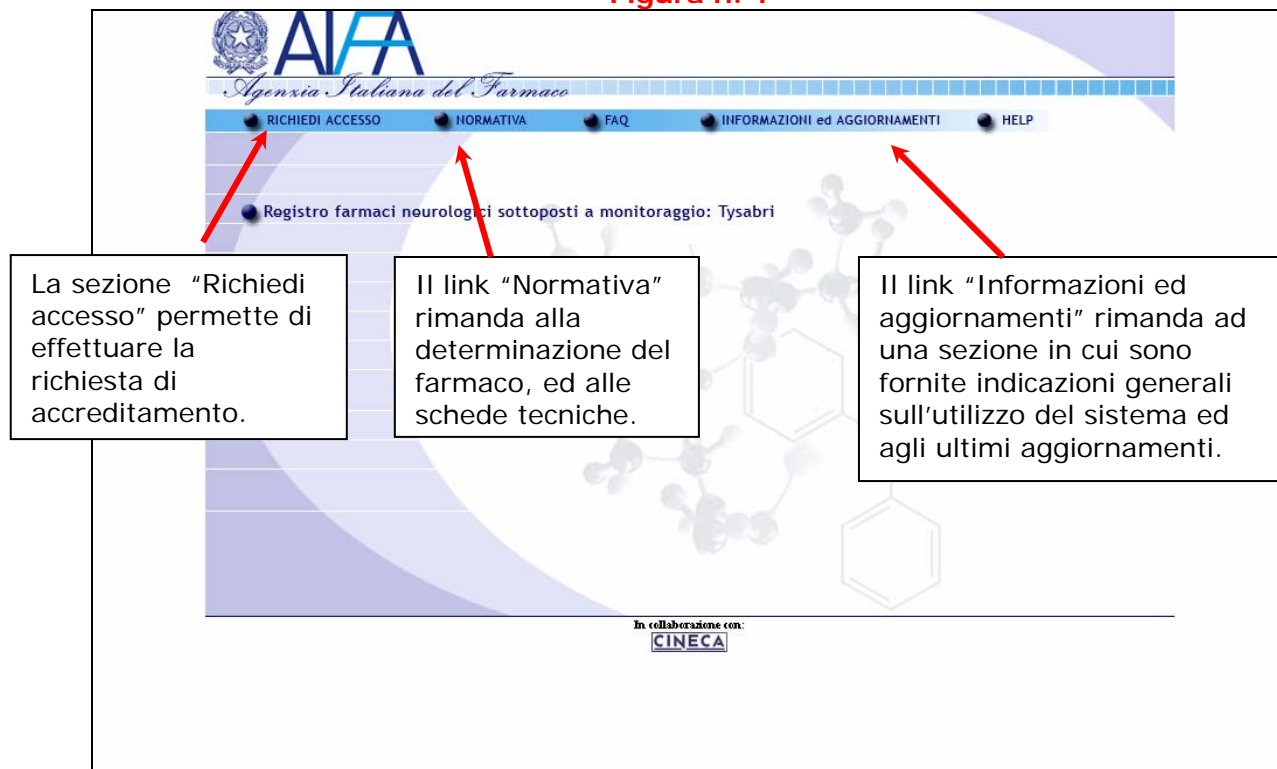 AIFA
Agenzia Italiana del Farmaco
RICHIEDI ACCESSO NORMATIVA FAQ INFORMAZIONI ed AGGIORNAMENTI HELP
Registro farmaci neurologici sottoposti a monitoraggio: Tysabri
La sezione "Richiedi
accesso" permette di
effettuare la
richiesta di
accreditamento.
Il link "Normativa"
rimanda alla
determinazione del
farmaco, ed alle
schede tecniche.
Il link "Informazioni ed
aggiornamenti" rimanda ad
una sezione in cui sono
fornite indicazioni generali
sull'utilizzo del sistema ed
agli ultimi aggiornamenti.
In collaborazione con:
CINECA